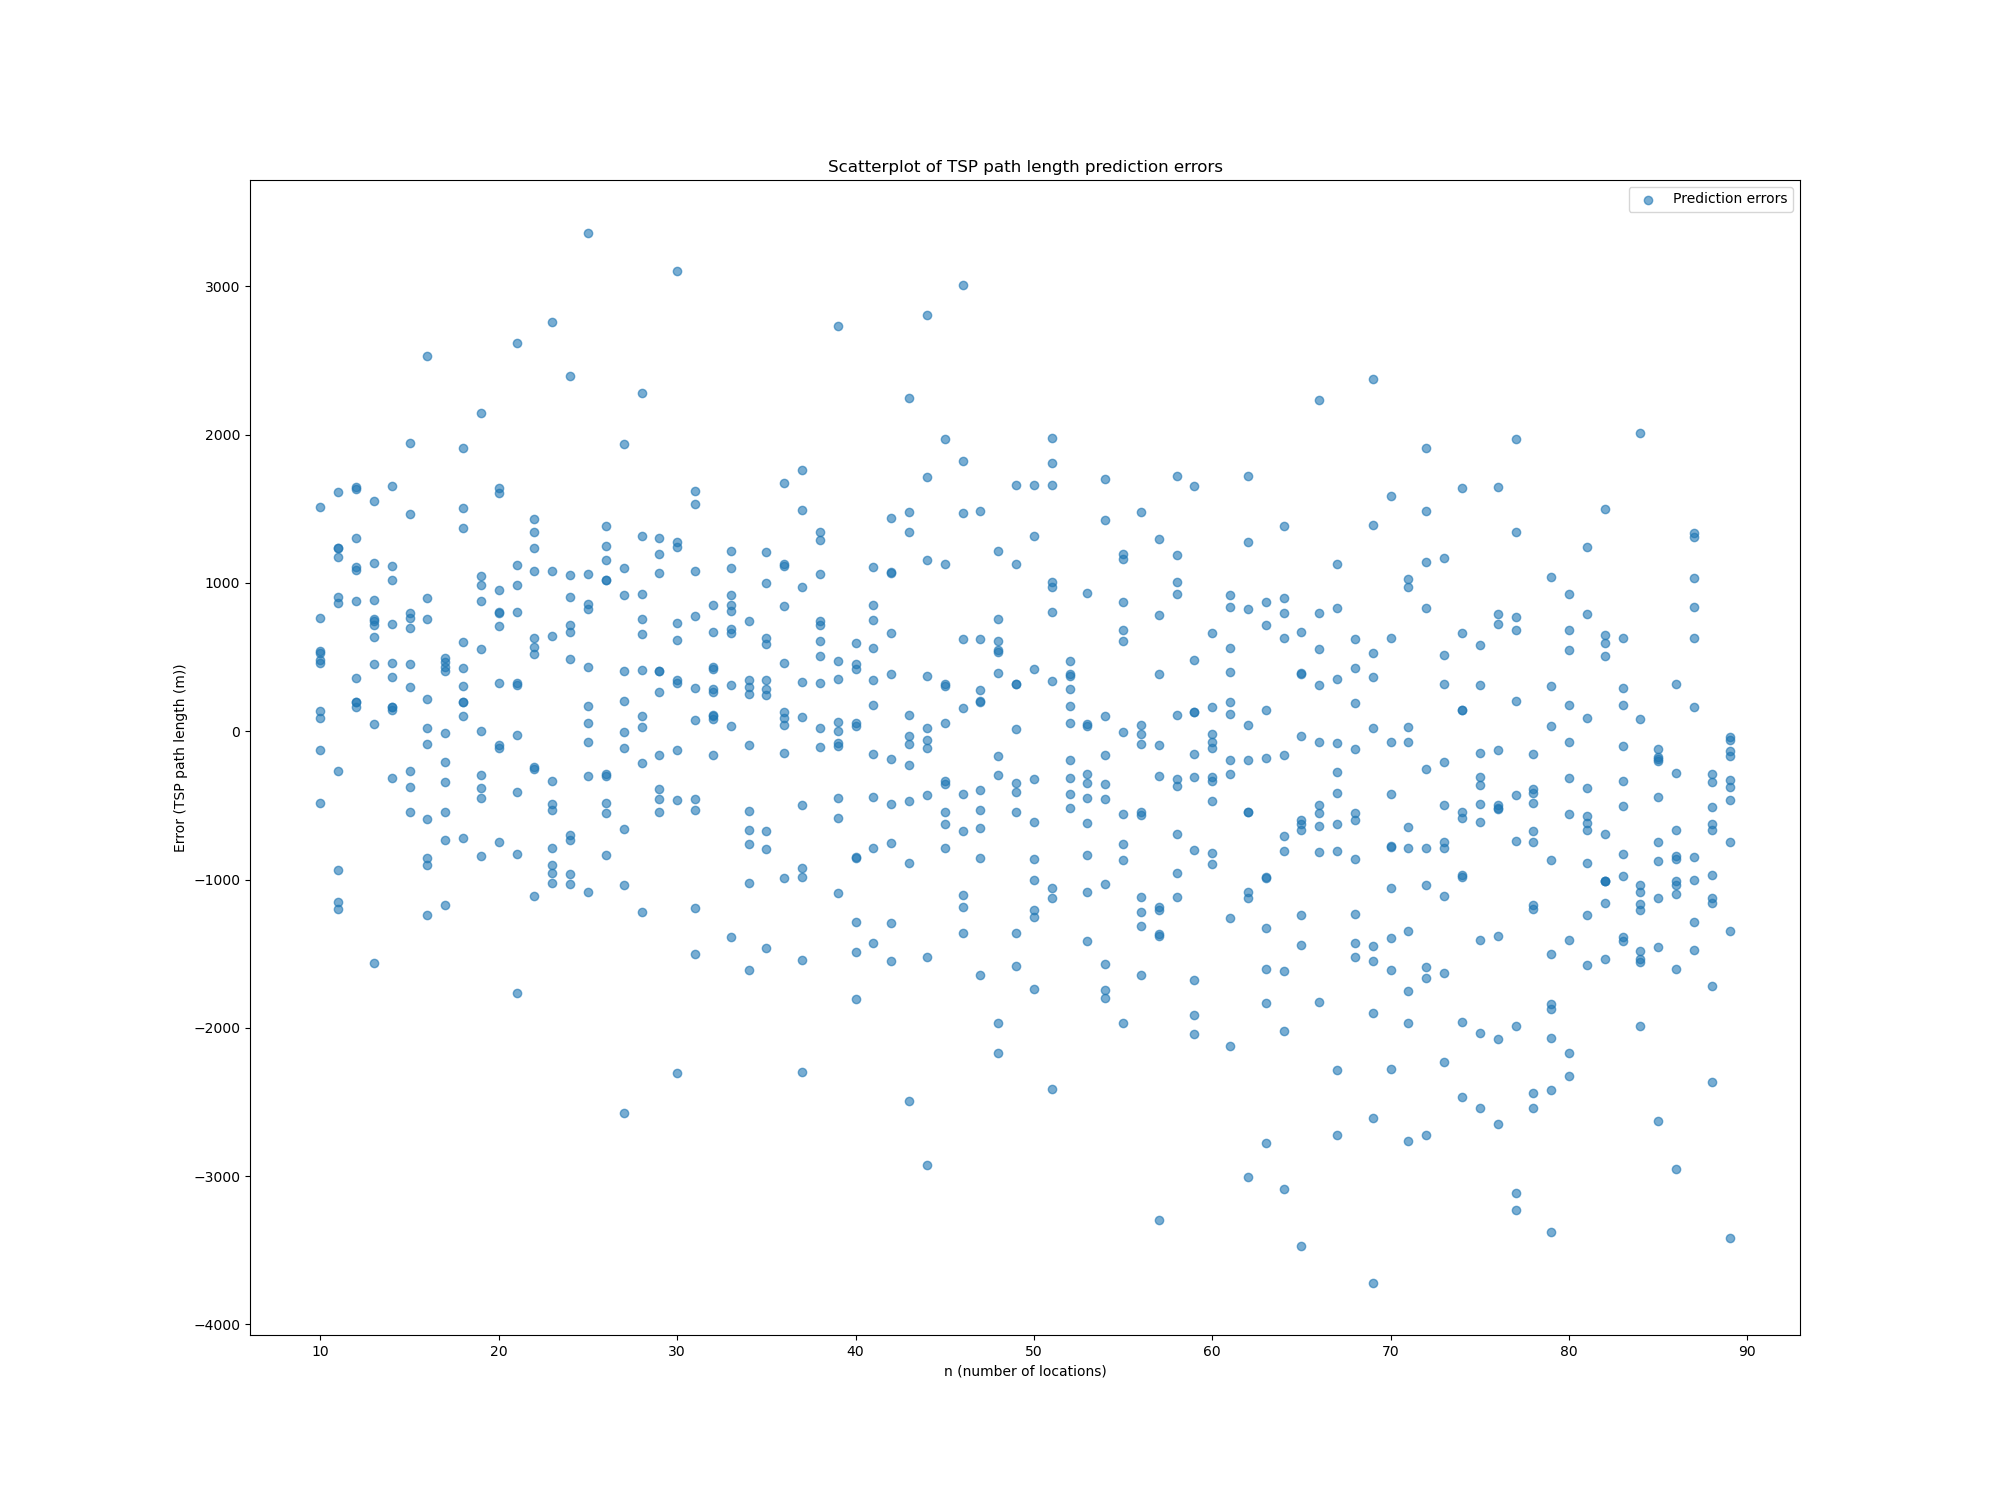 Scatterplot of TSP path length prediction errors
Prediction errors
3000
2000
1000
0
−1000
−2000
−3000
−4000
Error (TSP path length (m))
10 20 30 40 50 60 70 80 90
n (number of locations)